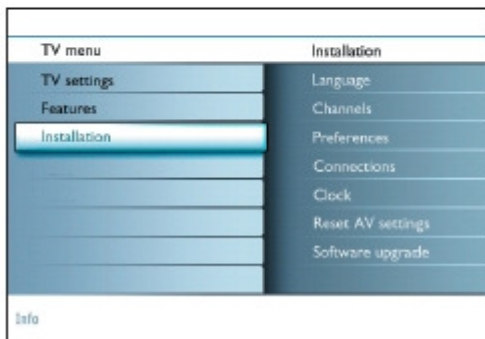 TV menu
Installation
TV settings
Features
Installation
Language
Channels
Preferences
Connections
Clock
Reset AV settings
Software upgrade
Info